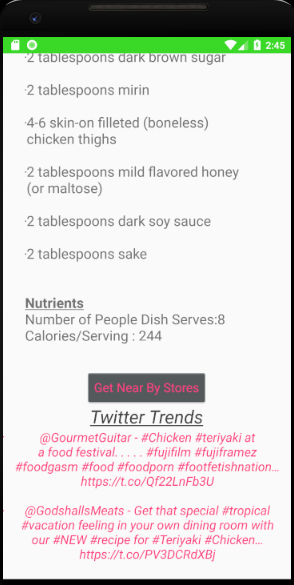 2:45
·2 tablespoons dark brown sugar
·2 tablespoons mirin
·4-6 skin-on filleted (boneless)
chicken thighs
·2 tablespoons mild flavored honey
(or maltose)
·2 tablespoons dark soy sauce
·2 tablespoons sake
Nutrients
Number of People Dish Serves:8
Calories/Serving : 244
Get Near By Stores
Twitter Trends
@GourmetGuitar - #Chicken #teriyaki at
a food festival. . . . . #fujifilm #fujiframez
#foodgasm #food #foodporn #footfetishnation…
https://t.co/Qf22LnFb3U
@GodshallsMeats - Get that special #tropical
#vacation feeling in your own dining room with
our #NEW #recipe for #Teriyaki #Chicken…
https://t.co/PV3DCRdXBj